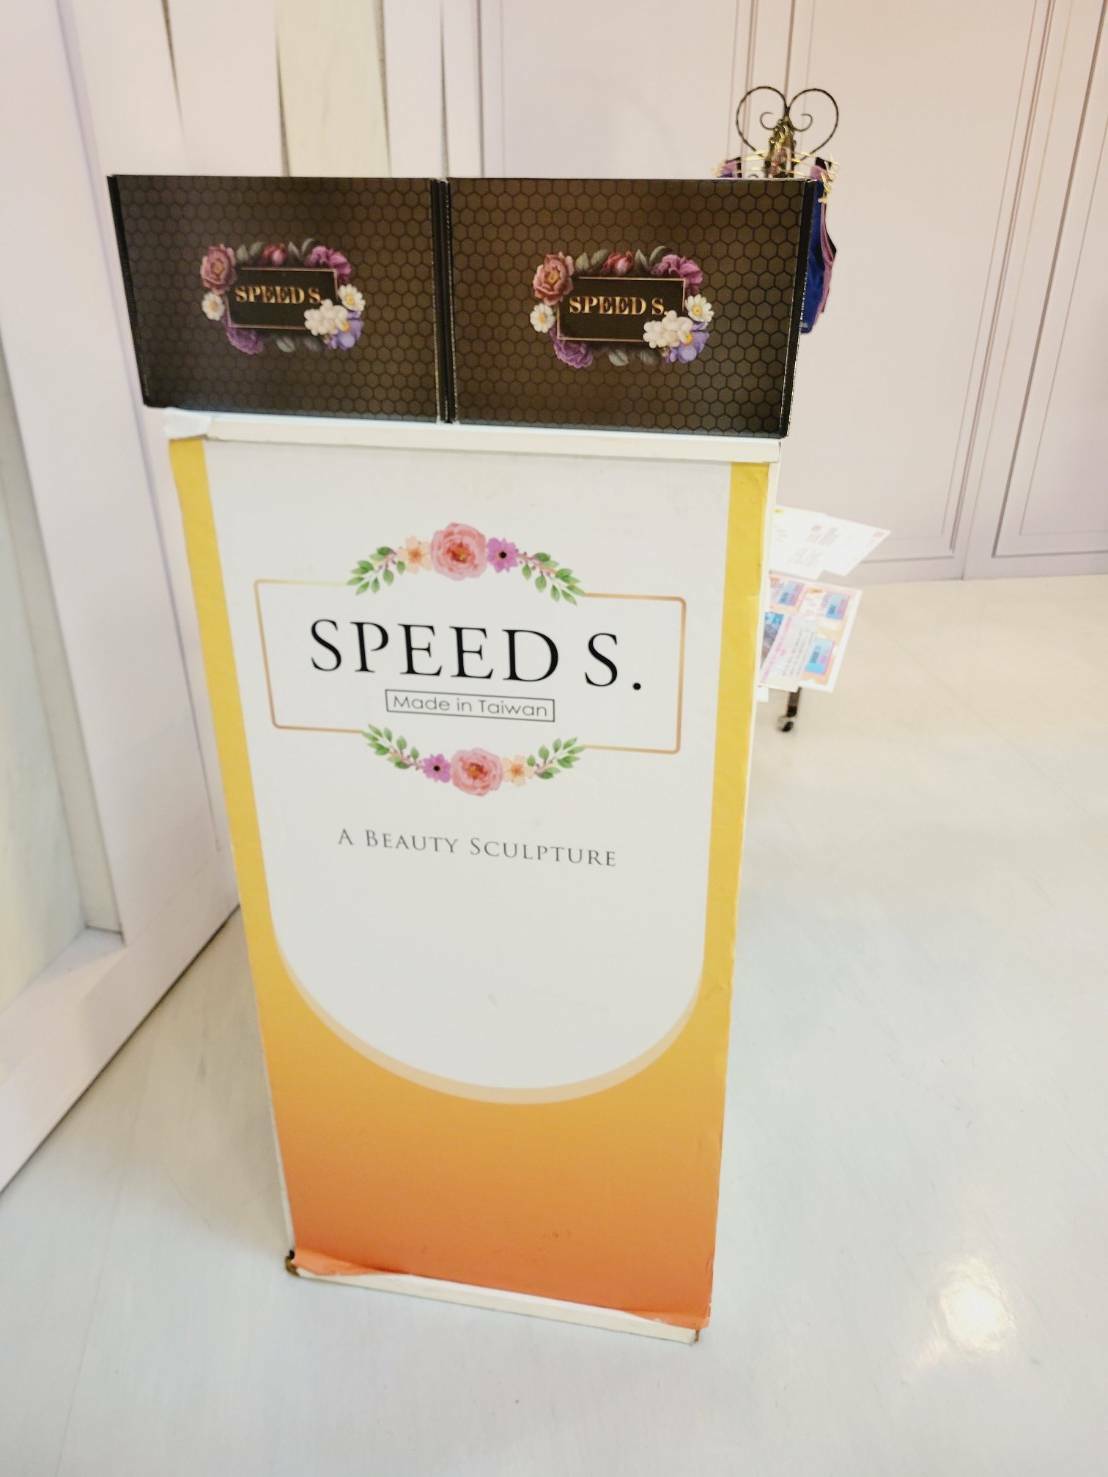 SPEED S.
SPEED S.
SPEED S.
Made in Taiwan
A BEAUTY SCULPTURE